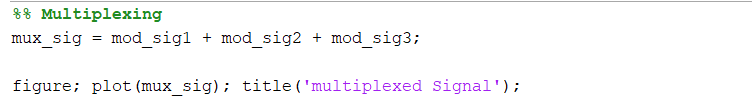 %% Multiplexing
mux_sig = mod_sig1 + mod_sig2 + mod_sig3;
figure; plot(mux_sig); title('multiplexed Signal');